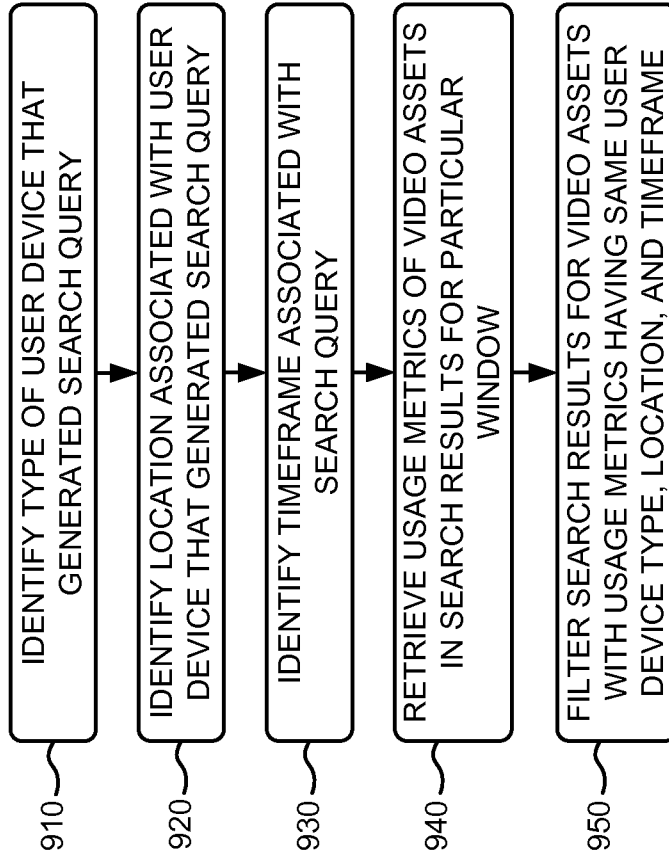 910
IDENTIFY TYPE OF USER DEVICE THAT
GENERATED SEARCH QUERY
920
IDENTIFY LOCATION ASSOCIATED WITH USER
DEVICE THAT GENERATED SEARCH QUERY
930
IDENTIFY TIMEFRAME ASSOCIATED WITH
SEARCH QUERY
940
RETRIEVE USAGE METRICS OF VIDEO ASSETS
IN SEARCH RESULTS FOR PARTICULAR
WINDOW
950
FILTER SEARCH RESULTS FOR VIDEO ASSETS
WITH USAGE METRICS HAVING SAME USER
DEVICE TYPE, LOCATION, AND TIMEFRAME